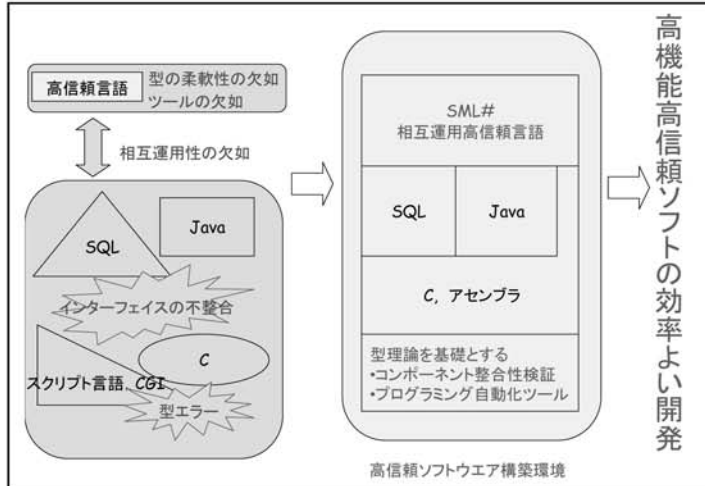 高信頼言語
型の柔軟性の欠如
ツールの欠如
相互運用性の欠如
SQL
Java
インターフェイスの不整合
C
スクリプト言語、CGI
型エラー
SML#
相互運用高信頼言語
SQL
Java
C, アセンブラ
型理論を基礎とする
•コンポーネント整合性検証
•プログラミング自動化ツール
高信頼ソフトウエア構築環境
高機能高信頼ソフトの効率よい開発